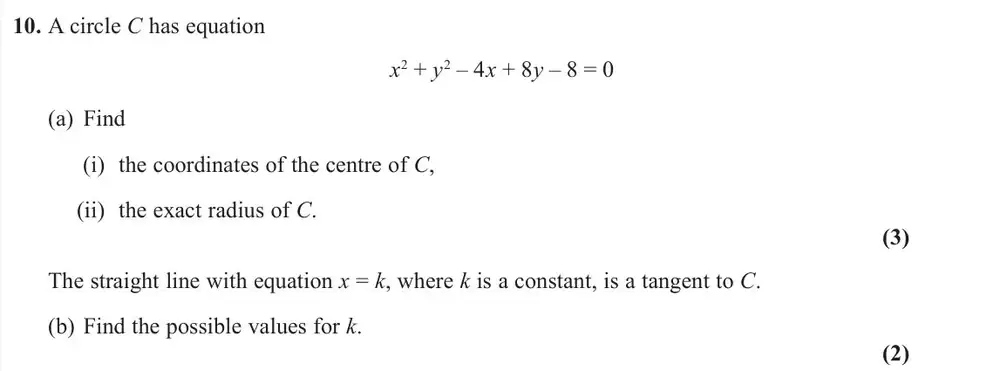 10. A circle C has equation
x² + y² – 4x + 8y – 8 = 0
(a) Find
(i) the coordinates of the centre of C,
(ii) the exact radius of C.
(3)
The straight line with equation x = k, where k is a constant, is a tangent to C.
(b) Find the possible values for k.
(2)